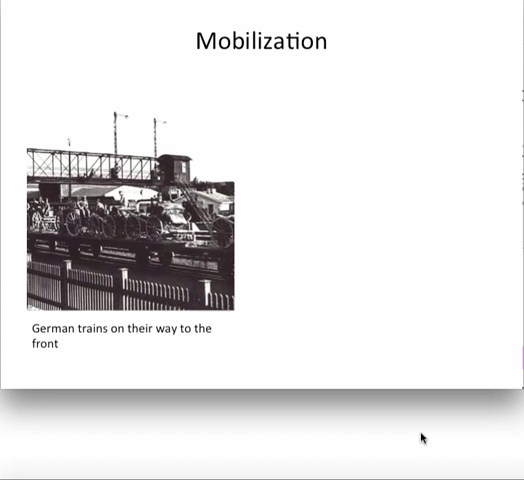 Mobilization
German trains on their way to the
front